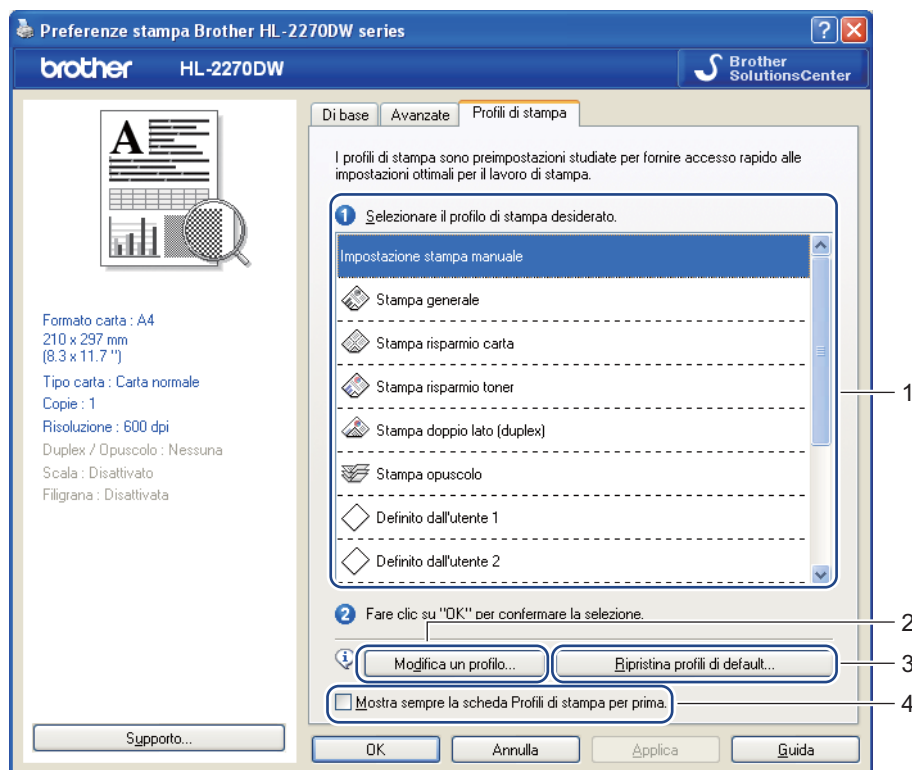 Preferenze stampa Brother HL-2270DW series
brother HL-2270DW
Brother
SolutionsCenter
A
Formato carta : A4
210 x 297 mm
(8.3 x 11.7 ")
Tipo carta : Carta normale
Copie : 1
Risoluzione : 600 dpi
Duplex / Opuscolo : Nessuna
Scala : Disattivato
Filigrana : Disattivata
Supporto...
Di base Avanzate Profili di stampa
I profili di stampa sono preimpostazioni studiate per fornire accesso rapido alle
impostazioni ottimali per il lavoro di stampa.
1 Selezionare il profilo di stampa desiderato.
Impostazione stampa manuale
Stampa generale
Stampa risparmio carta
Stampa risparmio toner
Stampa doppio lato (duplex)
Stampa opuscolo
Definito dall'utente 1
Definito dall'utente 2
1
2 Fare clic su "OK" per confermare la selezione.
2
Modifica un profilo... Ripristina profili di default...
3
Mostra sempre la scheda Profili di stampa per prima.
4
OK Annulla Applica Guida